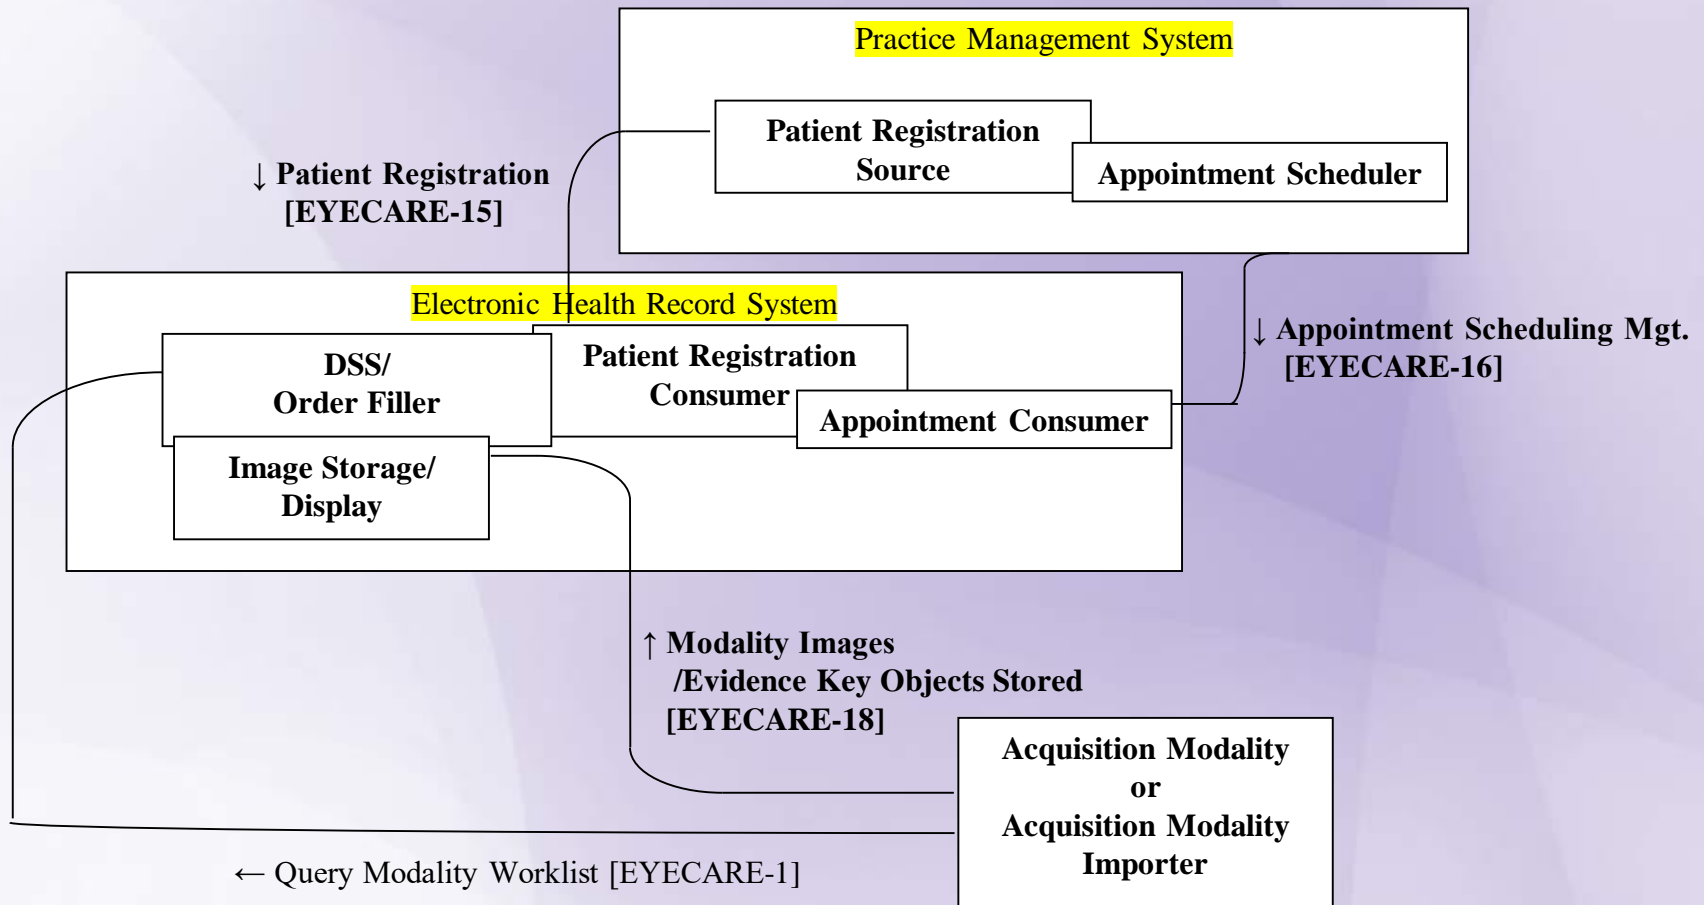 Practice Management System
Patient Registration
Source
Appointment Scheduler
↓ Patient Registration
[EYECARE-15]
Electronic Health Record System
DSS/
Order Filler
Patient Registration
Consumer
Appointment Consumer
Image Storage/
Display
↓ Appointment Scheduling Mgt.
[EYECARE-16]
↑ Modality Images
/Evidence Key Objects Stored
[EYECARE-18]
Acquisition Modality
or
Acquisition Modality
Importer
← Query Modality Worklist [EYECARE-1]